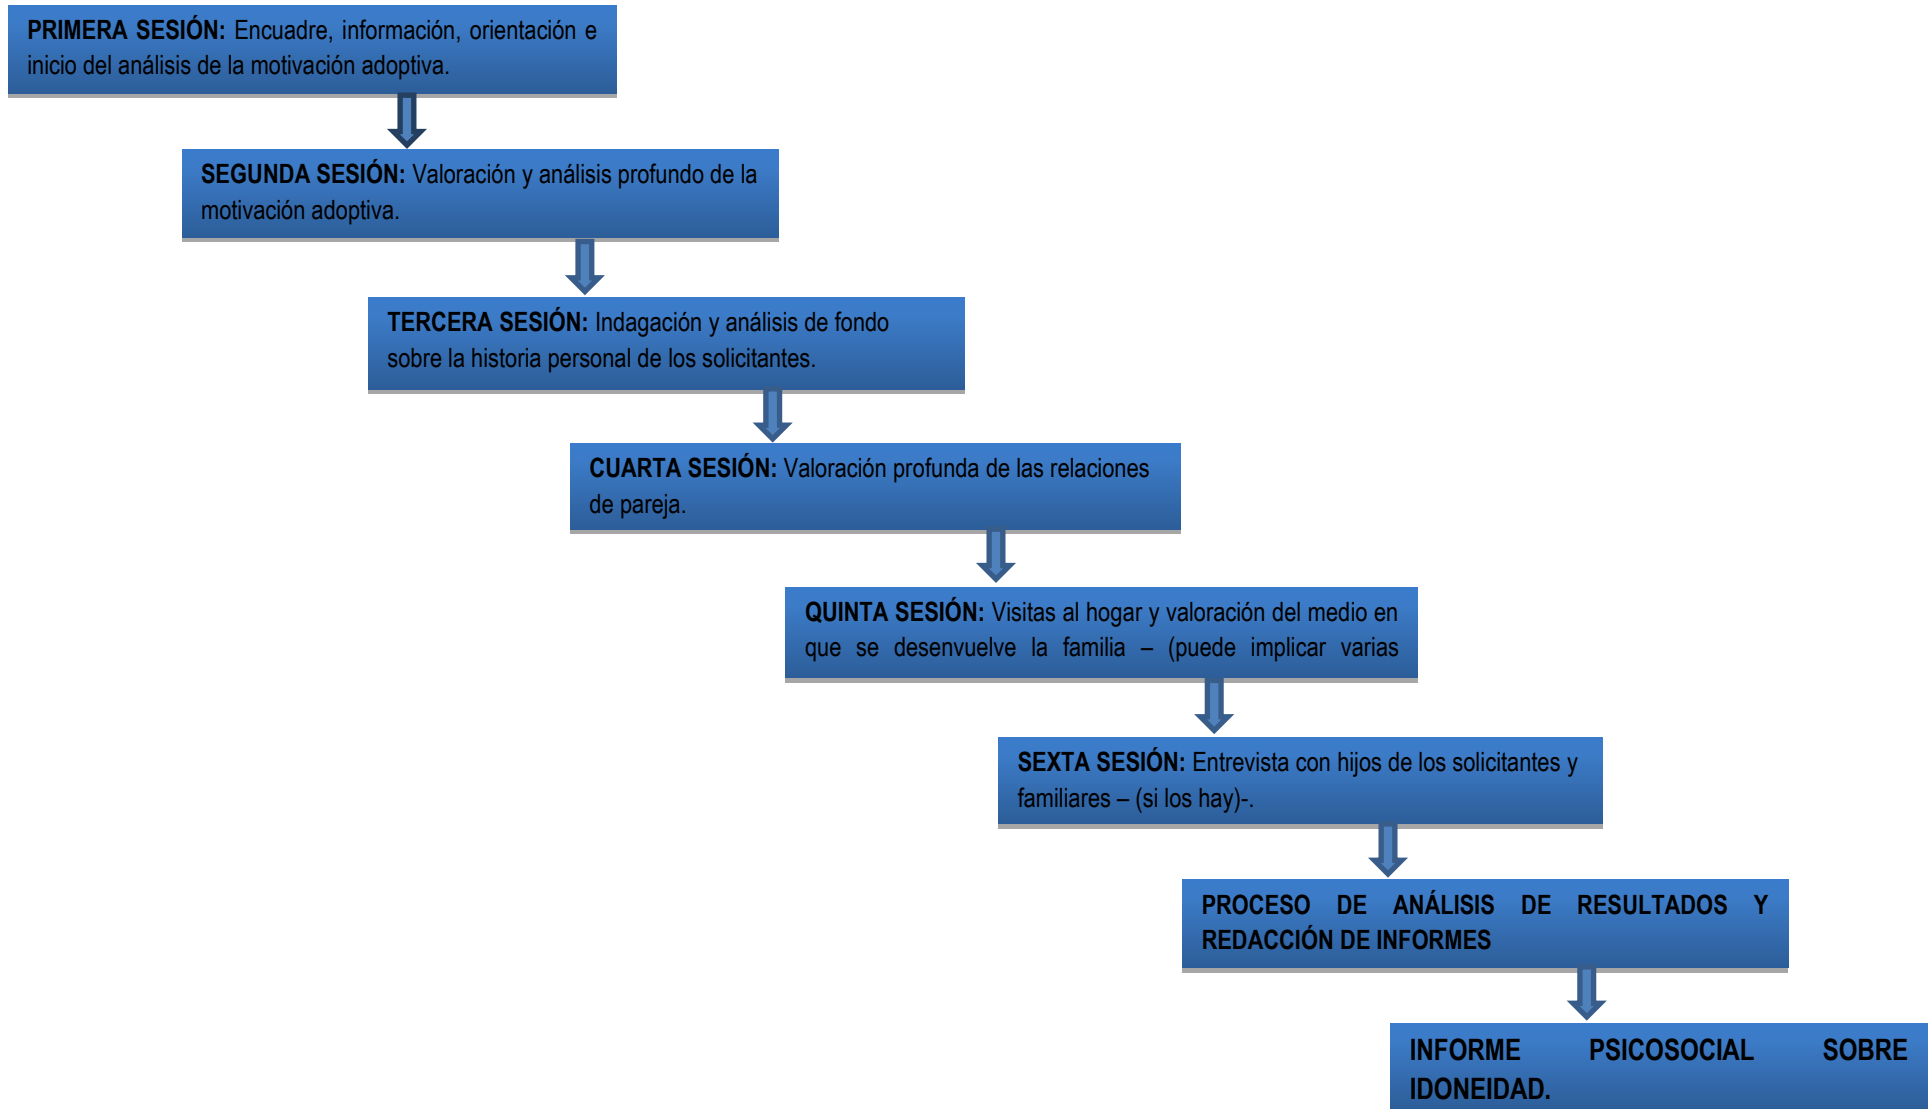 PRIMERA SESIÓN: Encuadre, información, orientación e
inicio del análisis de la motivación adoptiva.
SEGUNDA SESIÓN: Valoración y análisis profundo de la
motivación adoptiva.
TERCERA SESIÓN: Indagación y análisis de fondo
sobre la historia personal de los solicitantes.
CUARTA SESIÓN: Valoración profunda de las relaciones
de pareja.
QUINTA SESIÓN: Visitas al hogar y valoración del medio en
que se desenvuelve la familia – (puede implicar varias
SEXTA SESIÓN: Entrevista con hijos de los solicitantes y
familiares – (si los hay)-.
PROCESO DE ANÁLISIS DE RESULTADOS Y
REDACCIÓN DE INFORMES
INFORME PSICOSOCIAL SOBRE
IDONEIDAD.